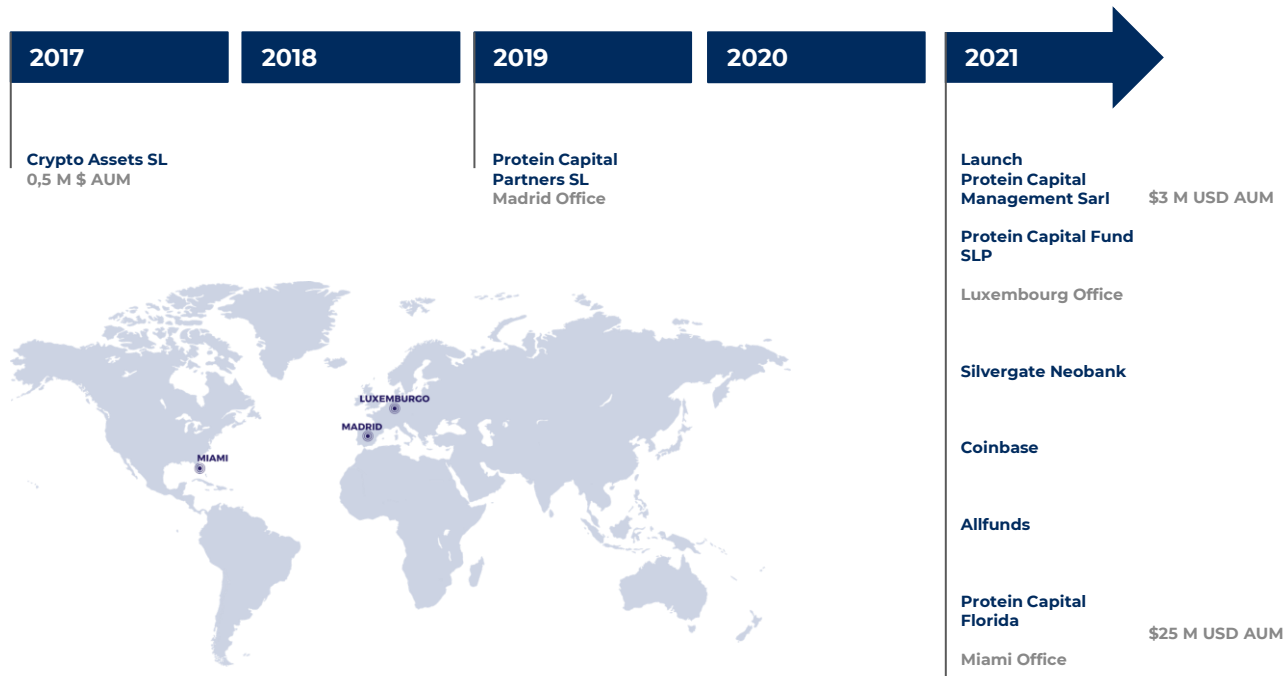 2017
2018
2019
2020
2021
Crypto Assets SL
0,5 M $ AUM
Protein Capital
Partners SL
Madrid Office
Launch
Protein Capital
Management Sarl
$3 M USD AUM
Protein Capital Fund
SLP
Luxembourg Office
Silvergate Neobank
Coinbase
Allfunds
Protein Capital
Florida
$25 M USD AUM
Miami Office
LUXEMBURGO
MADRID
MIAMI